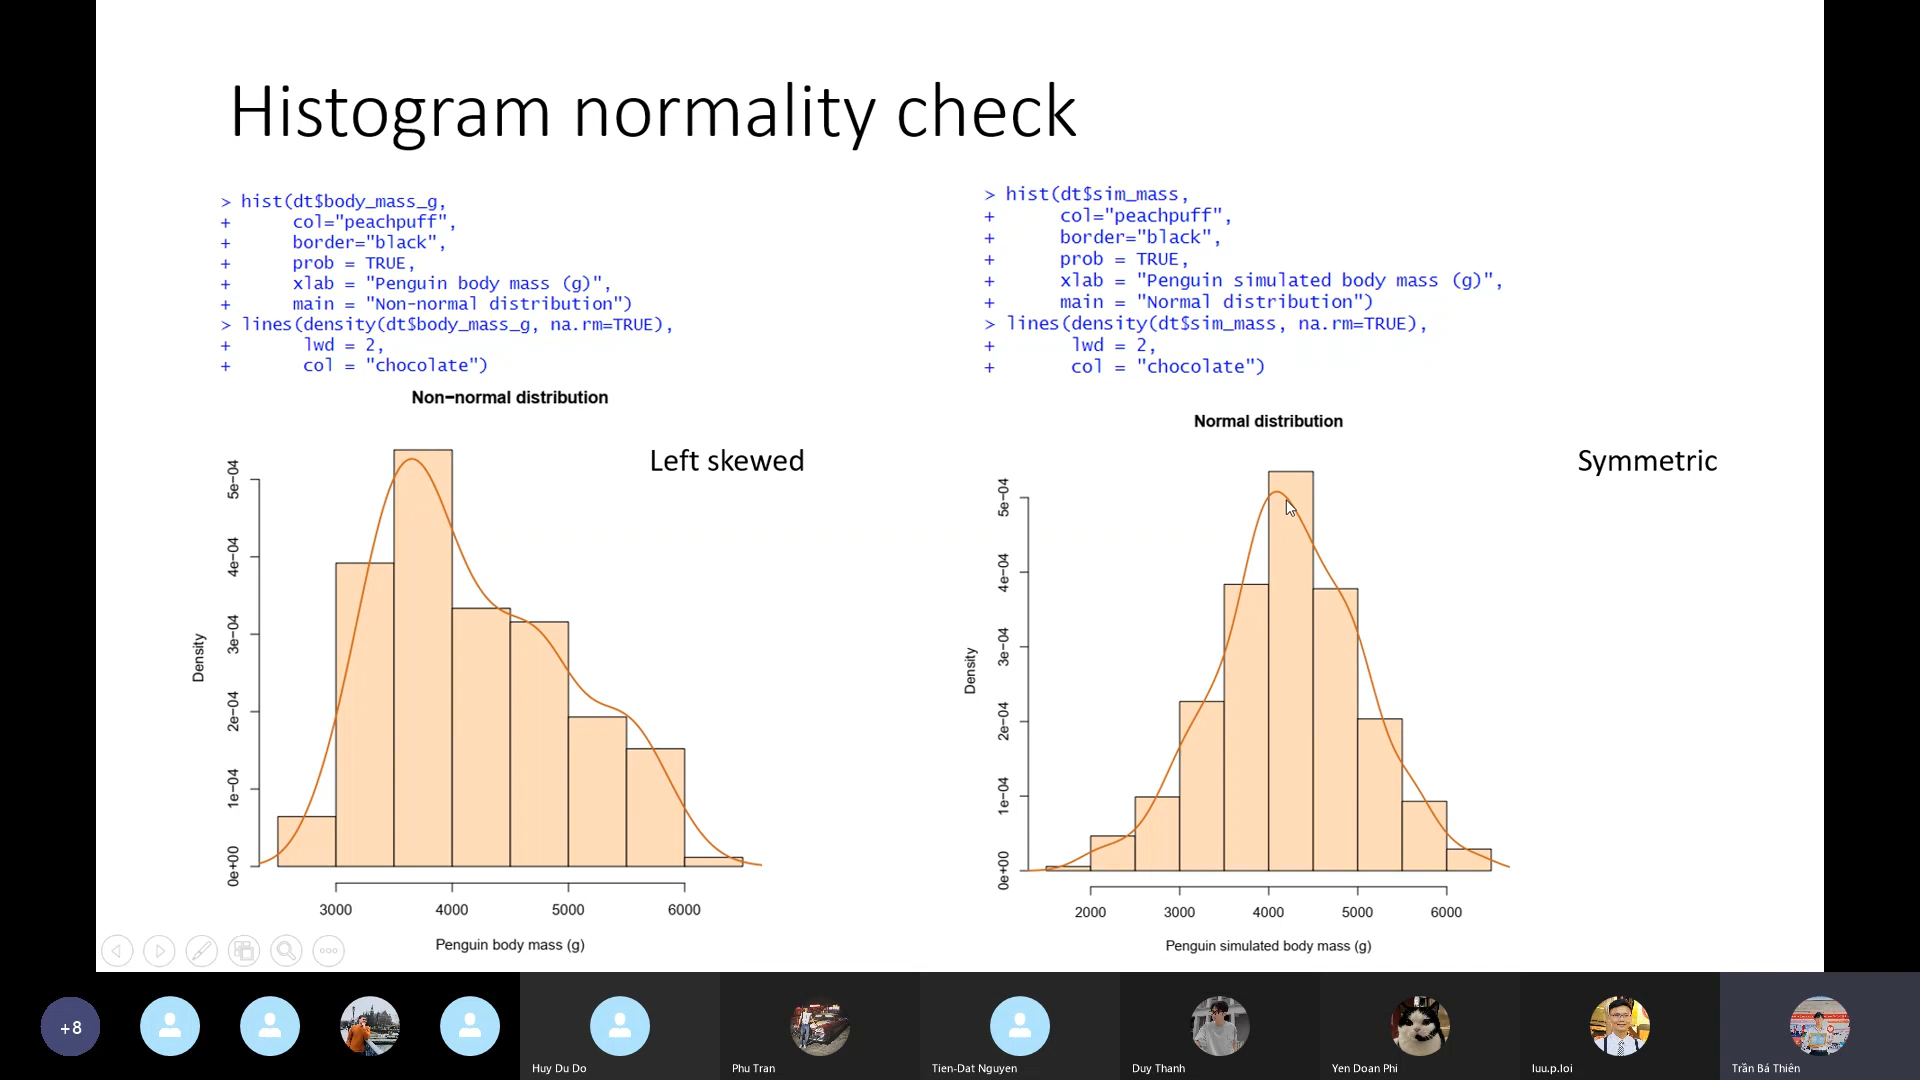 Histogram normality check
> hist(dt$body_mass_g,
+      col="peachpuff",
+      border="black",
+      prob = TRUE,
+      xlab = "Penguin body mass (g)",
+      main = "Non-normal distribution")
> lines(density(dt$body_mass_g, na.rm=TRUE),
+       lwd = 2,
+       col = "chocolate")
Non-normal distribution
Left skewed
Density
5e-04
4e-04
3e-04
2e-04
1e-04
0e+00
3000 4000 5000 6000
Penguin body mass (g)
> hist(dt$sim_mass,
+      col="peachpuff",
+      border="black",
+      prob = TRUE,
+      xlab = "Penguin simulated body mass (g)",
+      main = "Normal distribution")
> lines(density(dt$sim_mass, na.rm=TRUE),
+       lwd = 2,
+       col = "chocolate")
Normal distribution
Symmetric
Density
5e-04
4e-04
3e-04
2e-04
1e-04
0e+00
2000 3000 4000 5000 6000
Penguin simulated body mass (g)
+8
Huy Du Do
Phu Tran
Tien-Dat Nguyen
Duy Thanh
Yen Doan Phi
luu.p.loi
Trần Bá Thiên